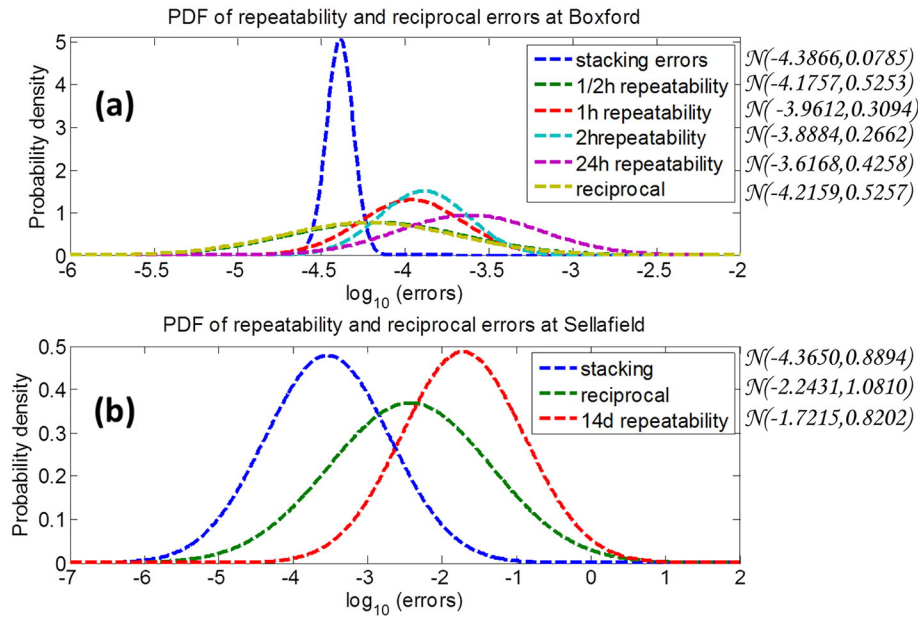 PDF of repeatability and reciprocal errors at Boxford
(a)
Probability density
5
4
3
2
1
0
-6
-5.5
-5
-4.5
-4
-3.5
-3
-2.5
-2
log10 (errors)
stacking errors
1/2h repeatability
1h repeatability
2hrepeatability
24h repeatability
reciprocal
N(-4.3866,0.0785)
N(-4.1757,0.5253)
N( -3.9612,0.3094)
N(-3.8884,0.2662)
N(-3.6168,0.4258)
N(-4.2159,0.5257)
PDF of repeatability and reciprocal errors at Sellafield
(b)
Probability density
0.5
0.4
0.3
0.2
0.1
0
-7
-6
-5
-4
-3
-2
-1
0
1
2
log10 (errors)
stacking
reciprocal
14d repeatability
N(-4.3650,0.8894)
N(-2.2431,1.0810)
N(-1.7215,0.8202)